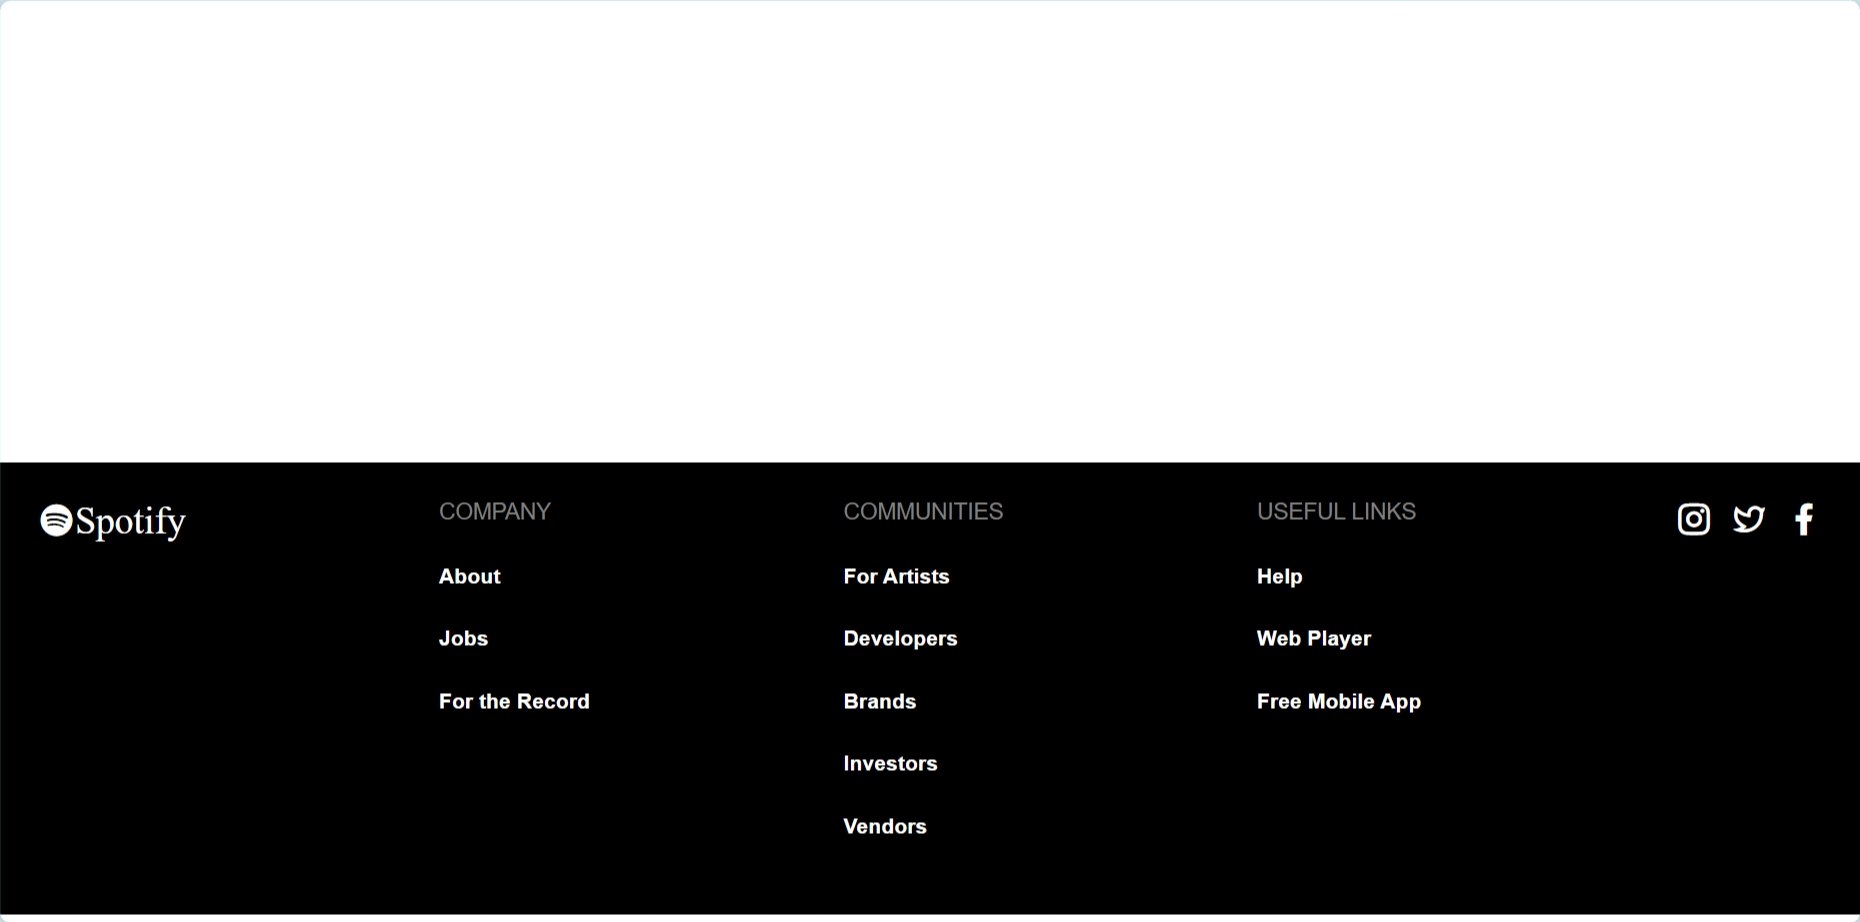 Spotify
COMPANY
About
Jobs
For the Record
COMMUNITIES
For Artists
Developers
Brands
Investors
Vendors
USEFUL LINKS
Help
Web Player
Free Mobile App